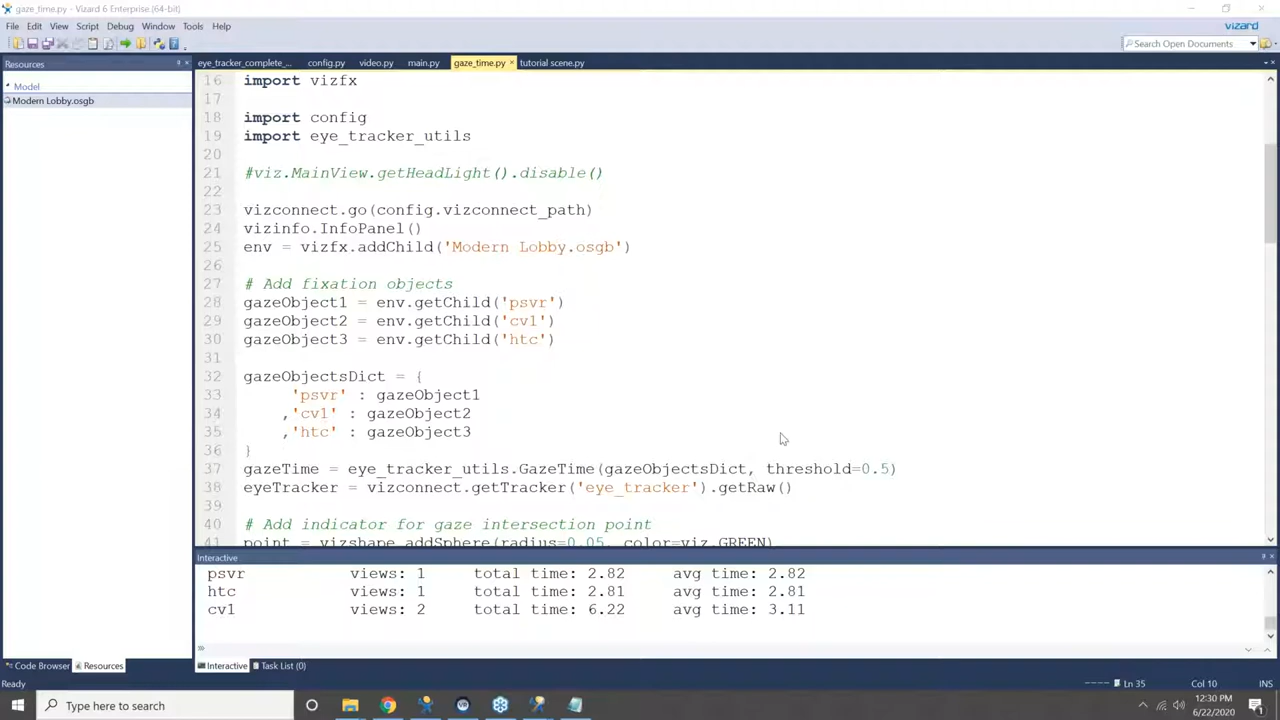 gaze_time.py - Vizard 6 Enterprise (64-bit)
File Edit View Script Debug Window Tools Help
vizard
Search Open Documents
Resources
eye_tracker_complete_... config.py video.py main.py gaze_time.py tutorial scene.py
Model
Modern Lobby.osgb
16 import vizfx
17
18 import config
19 import eye_tracker_utils
20
21 #viz.MainView.getHeadLight().disable()
22
23 vizconnect.go(config.vizconnect_path)
24 vizinfo.InfoPanel()
25 env = vizfx.addChild('Modern Lobby.osgb')
26
27 # Add fixation objects
28 gazeObject1 = env.getChild('psvr')
29 gazeObject2 = env.getChild('cv1')
30 gazeObject3 = env.getChild('htc')
31
32 gazeObjectsDict = {
33 'psvr' : gazeObject1
34 ,'cv1' : gazeObject2
35 ,'htc' : gazeObject3
36 }
37 gazeTime = eye_tracker_utils.GazeTime(gazeObjectsDict, threshold=0.5)
38 eyeTracker = vizconnect.getTracker('eye_tracker').getRaw()
39
40 # Add indicator for gaze intersection point
41 point = vizshape.addSphere(radius=0.05, color=viz.GREEN)
Interactive
psvr views: 1 total time: 2.82 avg time: 2.82
htc views: 1 total time: 2.81 avg time: 2.81
cv1 views: 2 total time: 6.22 avg time: 3.11
»
Code Browser Resources Interactive Task List (0)
Ready Ln 35 Col 10 INS
Type here to search
12:30 PM
6/22/2020